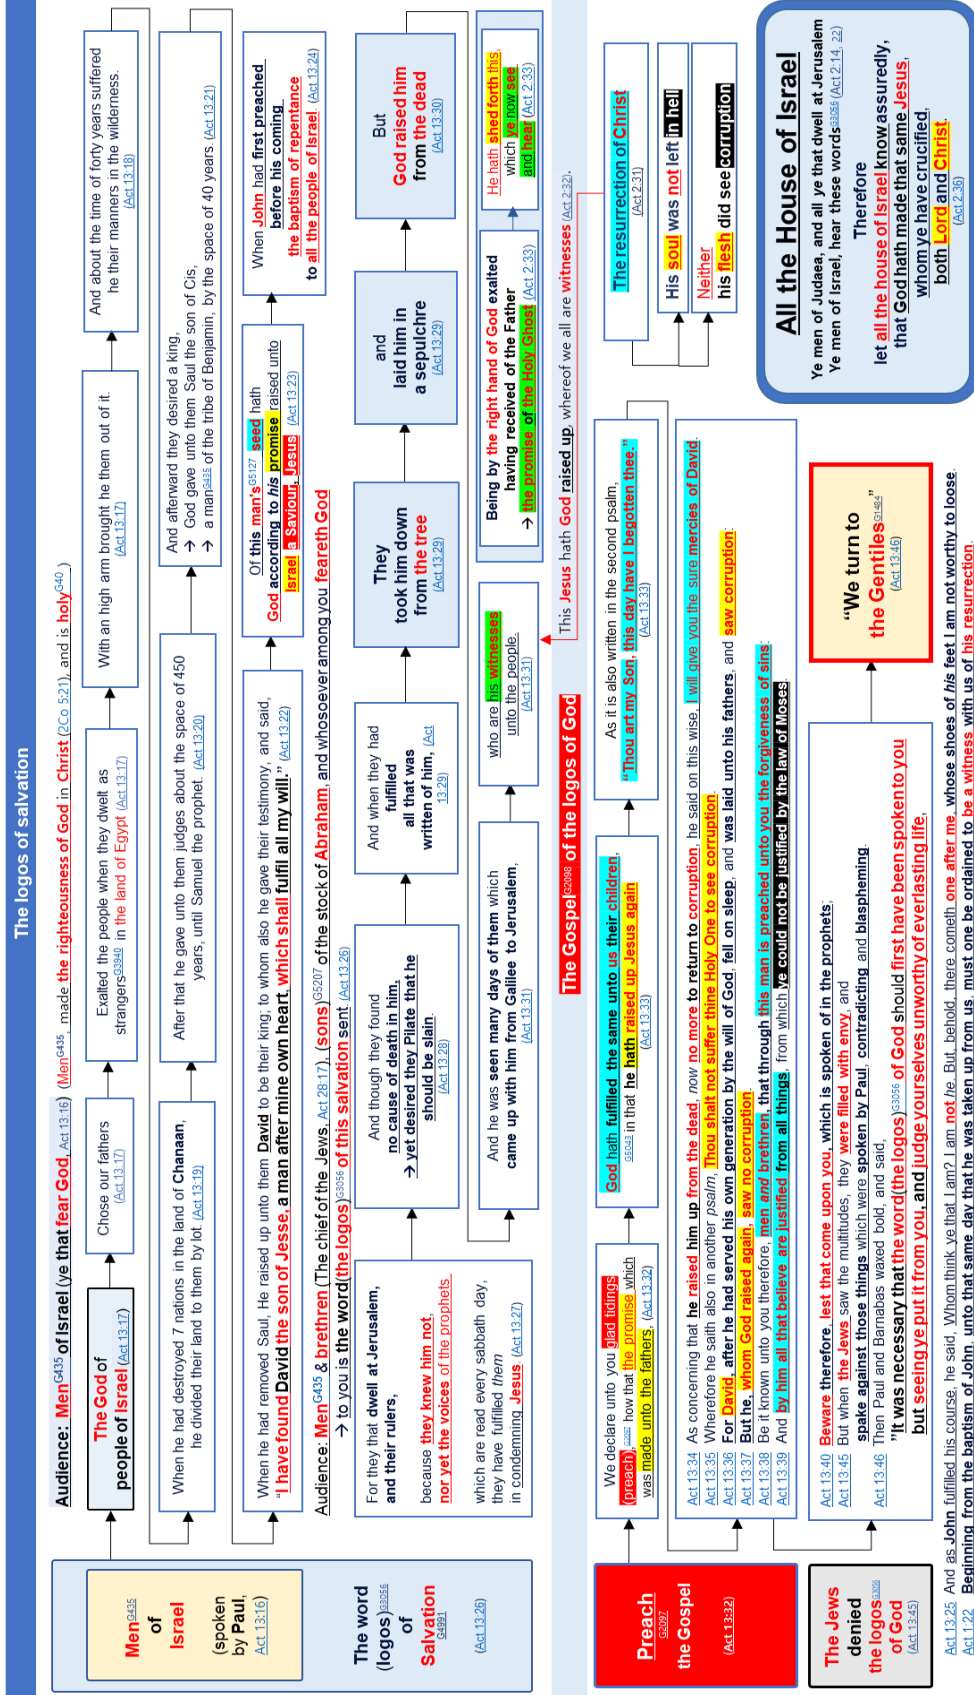 The logos of salvation
Audience: Men G435 of Israel (ye that fear God, Act 13:16) (Men G435, made the righteousness of God in Christ (2Co 5:21), and is holy G40 )
The God of
people of Israel (Act 13:17)
Chose our fathers
(Act 13:17)
Exalted the people when they dwelt as
strangers G3940 in the land of Egypt (Act 13:17)
With an high arm brought he them out of it.
(Act 13:17)
And about the time of forty years suffered
he their manners in the wilderness.
(Act 13:18)
Men G435
of
Israel
(spoken
by Paul,
Act 13:16)
When he had destroyed 7 nations in the land of Chanaan,
he divided their land to them by lot. (Act 13:19)
After that he gave unto them judges about the space of 450
years, until Samuel the prophet. (Act 13:20)
And afterward they desired a king,
→ God gave unto them Saul the son of Cis,
→ a man G435 of the tribe of Benjamin, by the space of 40 years. (Act 13:21)
When he had removed Saul, He raised up unto them David to be their king; to whom also he gave their testimony, and said,
"I have found David the son of Jesse, a man after mine own heart, which shall fulfil all my will." (Act 13:22)
Of this man's G5127 seed hath
God according to his promise raised unto
Israel a Saviour, Jesus (Act 13:23)
When John had first preached
before his coming
the baptism of repentance
to all the people of Israel. (Act 13:24)
Audience: Men G435 & brethren (The chief of the Jews, Act 28:17), (sons) G5207 of the stock of Abraham, and whosoever among you feareth God
→ to you is the word(the logos) G3056 of this salvation sent (Act 13:26)
The word
(logos) G3056
of
Salvation
G4991
(Act 13:26)
For they that dwell at Jerusalem,
and their rulers,
because they knew him not,
nor yet the voices of the prophets
which are read every sabbath day,
they have fulfilled them
in condemning Jesus (Act 13:27)
And though they found
no cause of death in him,
→ yet desired they Pilate that he
should be slain.
(Act 13:28)
And when they had
fulfilled
all that was
written of him, (Act
13:29)
They
took him down
from the tree
(Act 13:29)
and
laid him in
a sepulchre
(Act 13:29)
But
God raised him
from the dead
(Act 13:30)
And he was seen many days of them which
came up with him from Galilee to Jerusalem,
(Act 13:31)
who are his witnesses
unto the people.
(Act 13:31)
Being by the right hand of God exalted
having received of the Father
→ the promise of the Holy Ghost (Act 2:33)
He hath shed forth this,
which ye now see
and hear (Act 2:33)
The Gospel G2098 of the logos of God
This Jesus hath God raised up, whereof we all are witnesses (Act 2:32).
Preach
G2097
the Gospel
(Act 13:32)
We declare unto you glad tidings
(preach), G2097 how that the promise which
was made unto the fathers, (Act 13:32)
God hath fulfilled the same unto us their children,
G5048 in that he hath raised up Jesus again
(Act 13:33)
As it is also written in the second psalm,
"Thou art my Son, this day have I begotten thee."
(Act 13:33)
The resurrection of Christ
(Act 2:31)
His soul was not left in hell
Neither
his flesh did see corruption
Act 13:34 As concerning that he raised him up from the dead, now no more to return to corruption, he said on this wise, I will give you the sure mercies of David.
Act 13:35 Wherefore he saith also in another psalm, Thou shalt not suffer thine Holy One to see corruption.
Act 13:36 For David, after he had served his own generation by the will of God, fell on sleep, and was laid unto his fathers, and saw corruption:
Act 13:37 But he, whom God raised again, saw no corruption.
Act 13:38 Be it known unto you therefore, men and brethren, that through this man is preached unto you the forgiveness of sins:
Act 13:39 And by him all that believe are justified from all things, from which ye could not be justified by the law of Moses.
The Jews
denied
the logos G3056
of God
(Act 13:45)
Act 13:40 Beware therefore, lest that come upon you, which is spoken of in the prophets;
Act 13:45 But when the Jews saw the multitudes, they were filled with envy, and
spake against those things which were spoken by Paul, contradicting and blaspheming.
Act 13:46 Then Paul and Barnabas waxed bold, and said,
"It was necessary that the word(the logos) G3056 of God should first have been spoken to you
but seeing ye put it from you, and judge yourselves unworthy of everlasting life,
"We turn to
the Gentiles G1484"
(Act 13:46)
All the House of Israel
Ye men of Judaea, and all ye that dwell at Jerusalem
Ye men of Israel, hear these words G3056 (Act 2:14, 22)
Therefore
let all the house of Israel know assuredly,
that God hath made that same Jesus,
whom ye have crucified,
both Lord and Christ.
(Act 2:36)
Act 13:25 And as John fulfilled his course, he said, Whom think ye that I am? I am not he. But, behold, there cometh one after me, whose shoes of his feet I am not worthy to loose.
Act 1:22 Beginning from the baptism of John, unto that same day that he was taken up from us, must one be ordained to be a witness with us of his resurrection.